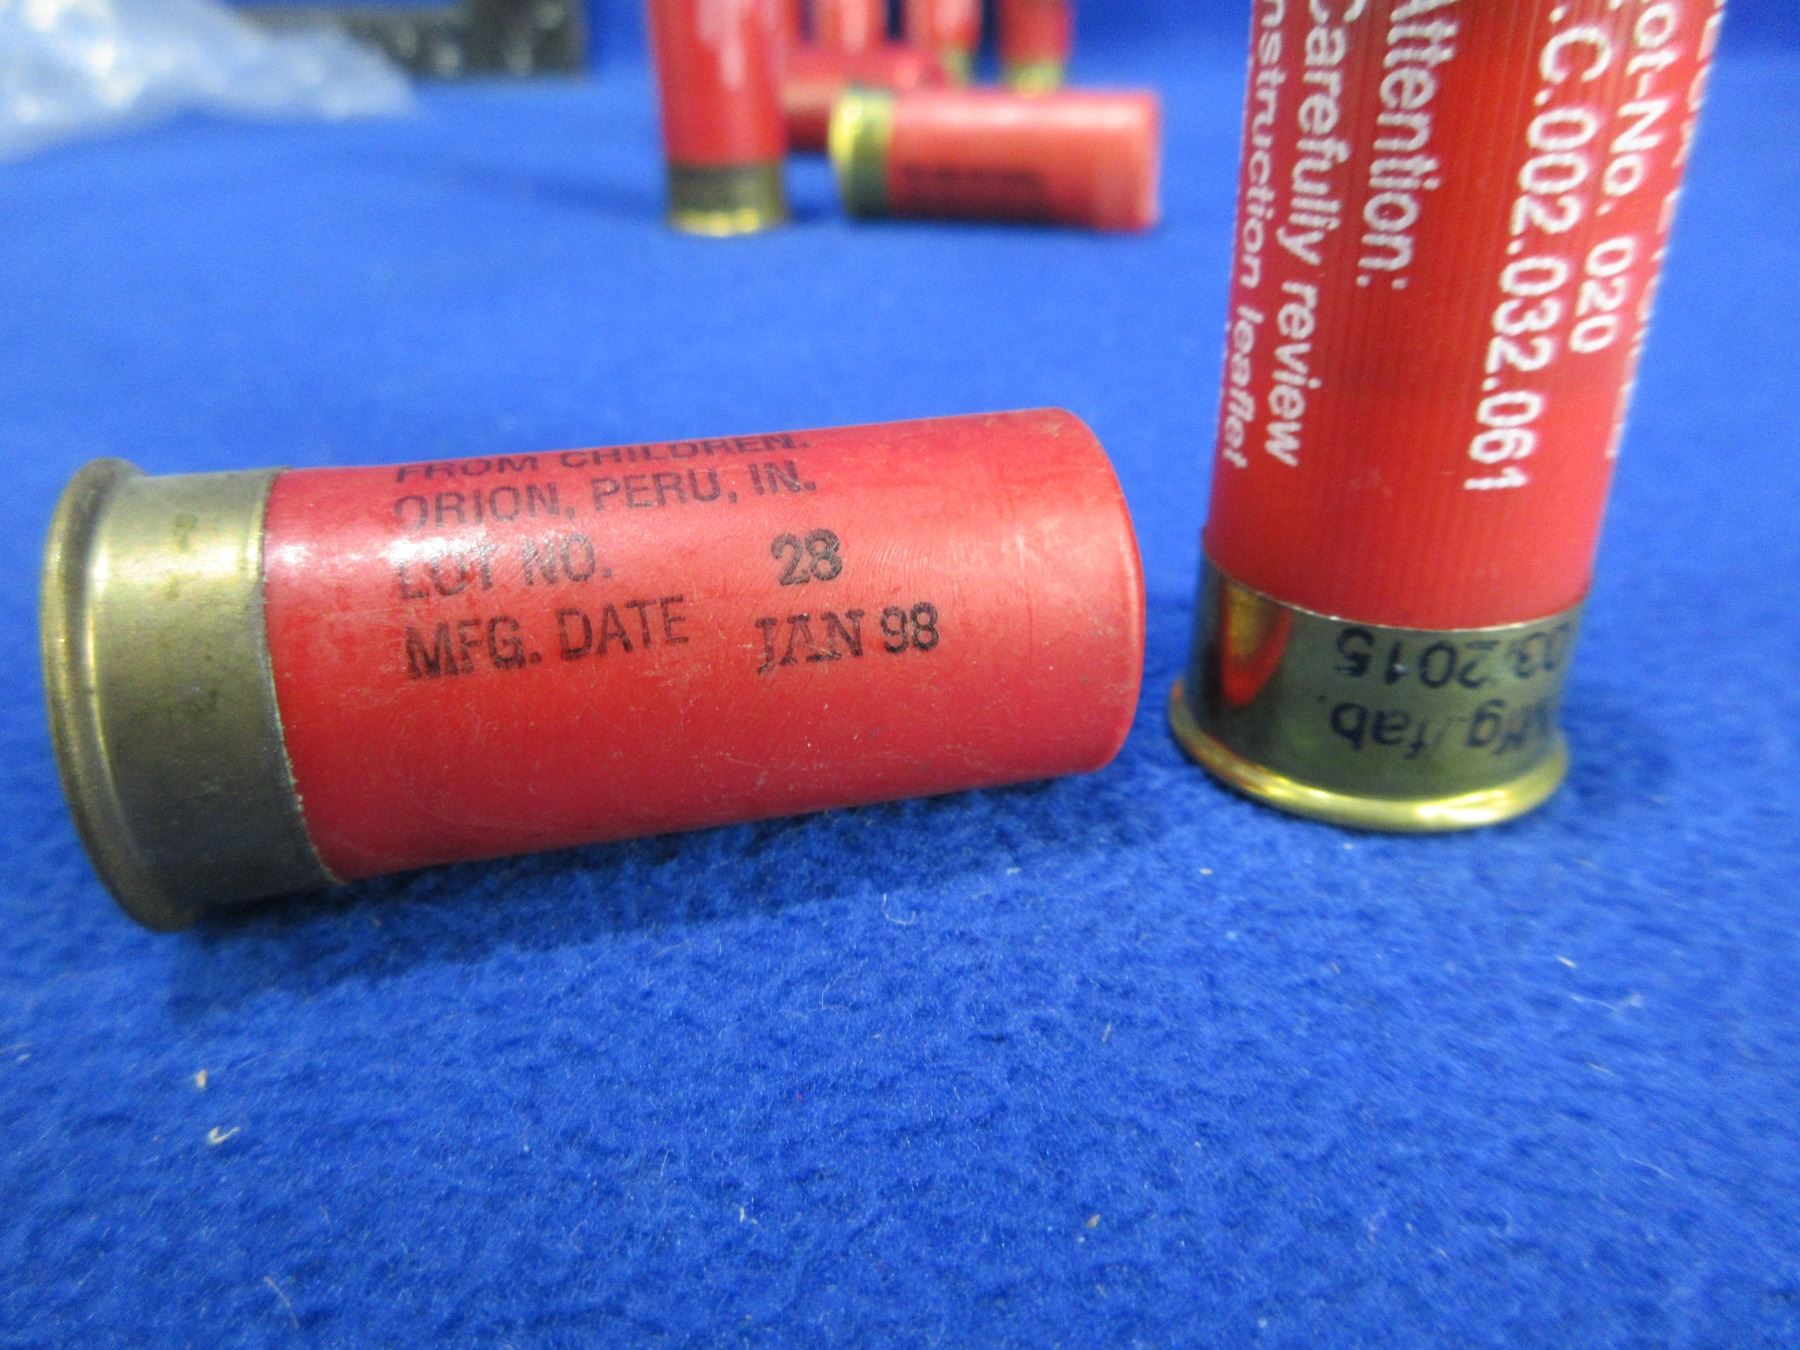 FROM CHILDREN.
ORION, PERU, IN.
LOT NO. 28
MFG. DATE JAN 98
Attention:
Carefully review
instruction leaflet
Lot-No. 020
.C.002.032.061
Mfg./fab.
03/2015